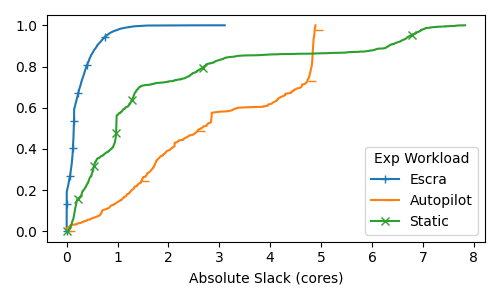 1.0
0.8
0.6
0.4
0.2
0.0
Exp Workload
Escra
Autopilot
Static
0 1 2 3 4 5 6 7 8
Absolute Slack (cores)